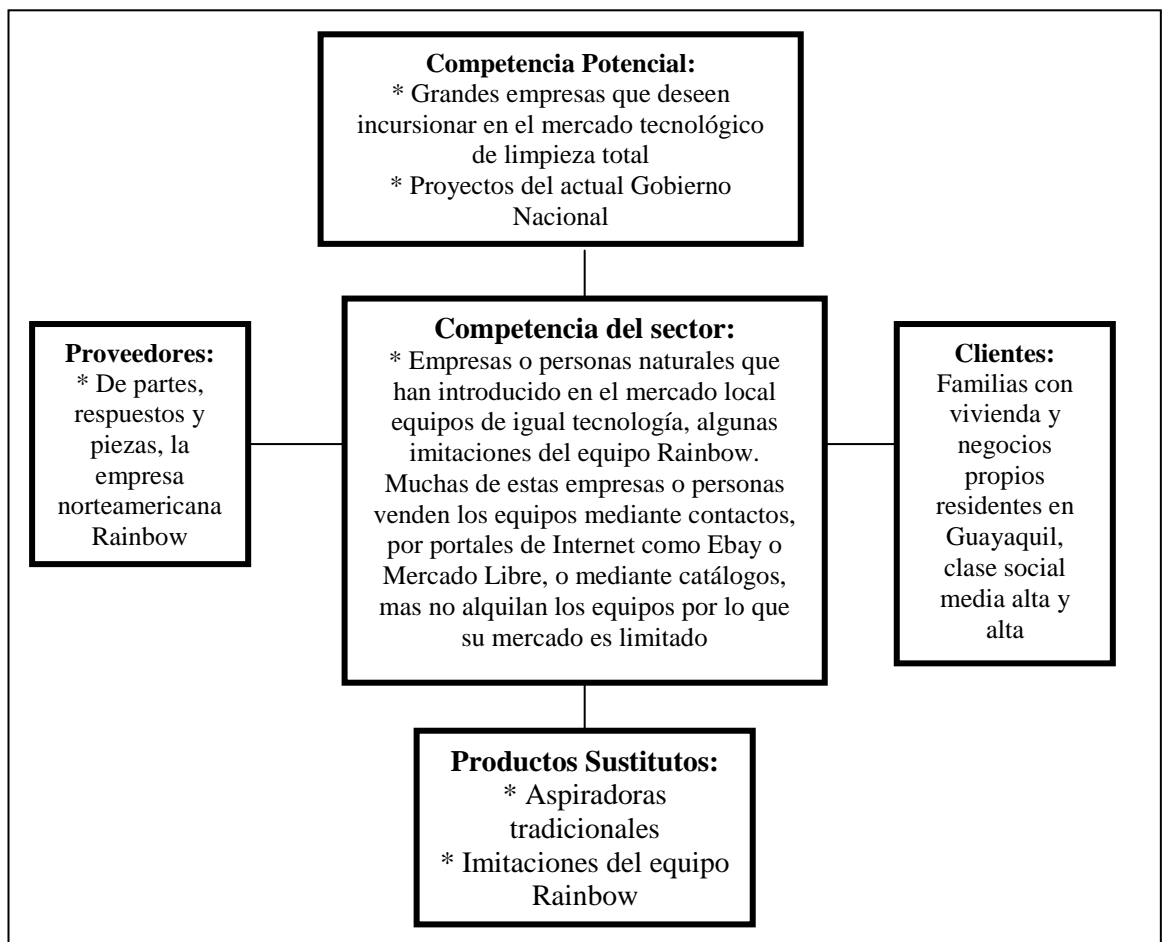 Competencia Potencial:
* Grandes empresas que deseen
incursionar en el mercado tecnológico
de limpieza total
* Proyectos del actual Gobierno
Nacional
Proveedores:
* De partes,
respuestos y
piezas, la
empresa
norteamericana
Rainbow
Competencia del sector:
* Empresas o personas naturales que
han introducido en el mercado local
equipos de igual tecnología, algunas
imitaciones del equipo Rainbow.
Muchas de estas empresas o personas
venden los equipos mediante contactos,
por portales de Internet como Ebay o
Mercado Libre, o mediante catálogos,
mas no alquilan los equipos por lo que
su mercado es limitado
Clientes:
Familias con
vivienda y
negocios
propios
residentes en
Guayaquil,
clase social
media alta y
alta
Productos Sustitutos:
* Aspiradoras
tradicionales
* Imitaciones del equipo
Rainbow